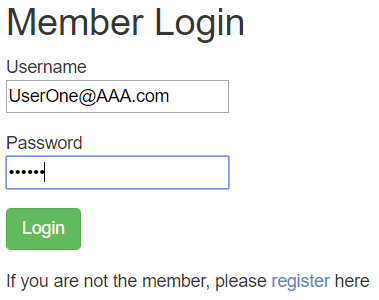 Member Login
Username
UserOne@AAA.com
Password
••••••
Login
If you are not the member, please register here